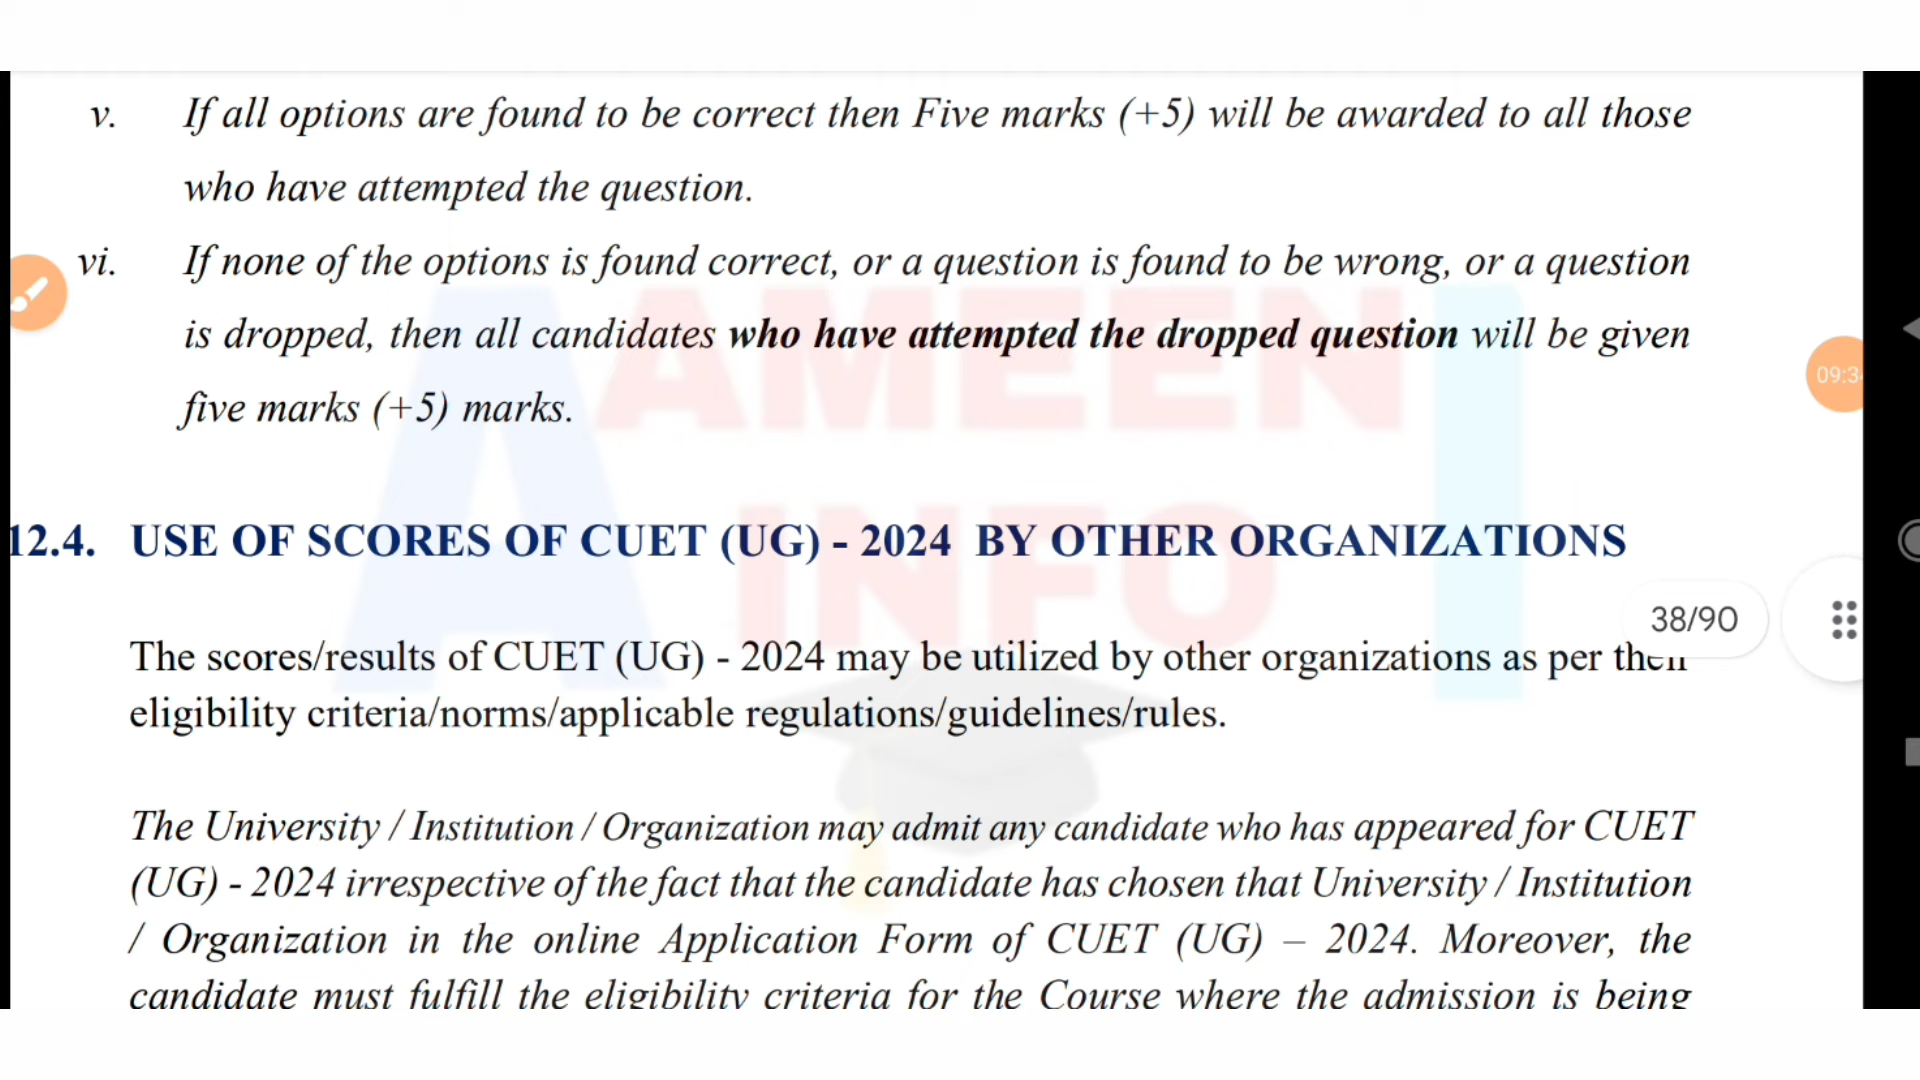 v. If all options are found to be correct then Five marks (+5) will be awarded to all those
who have attempted the question.
vi. If none of the options is found correct, or a question is found to be wrong, or a question
is dropped, then all candidates who have attempted the dropped question will be given
five marks (+5) marks.
AMEEN
INFO
09:3
12.4. USE OF SCORES OF CUET (UG) - 2024 BY OTHER ORGANIZATIONS
38/90
The scores/results of CUET (UG) - 2024 may be utilized by other organizations as per their
eligibility criteria/norms/applicable regulations/guidelines/rules.
The University / Institution / Organization may admit any candidate who has appeared for CUET
(UG) - 2024 irrespective of the fact that the candidate has chosen that University / Institution
/ Organization in the online Application Form of CUET (UG) – 2024. Moreover, the
candidate must fulfill the eligibility criteria for the Course where the admission is being